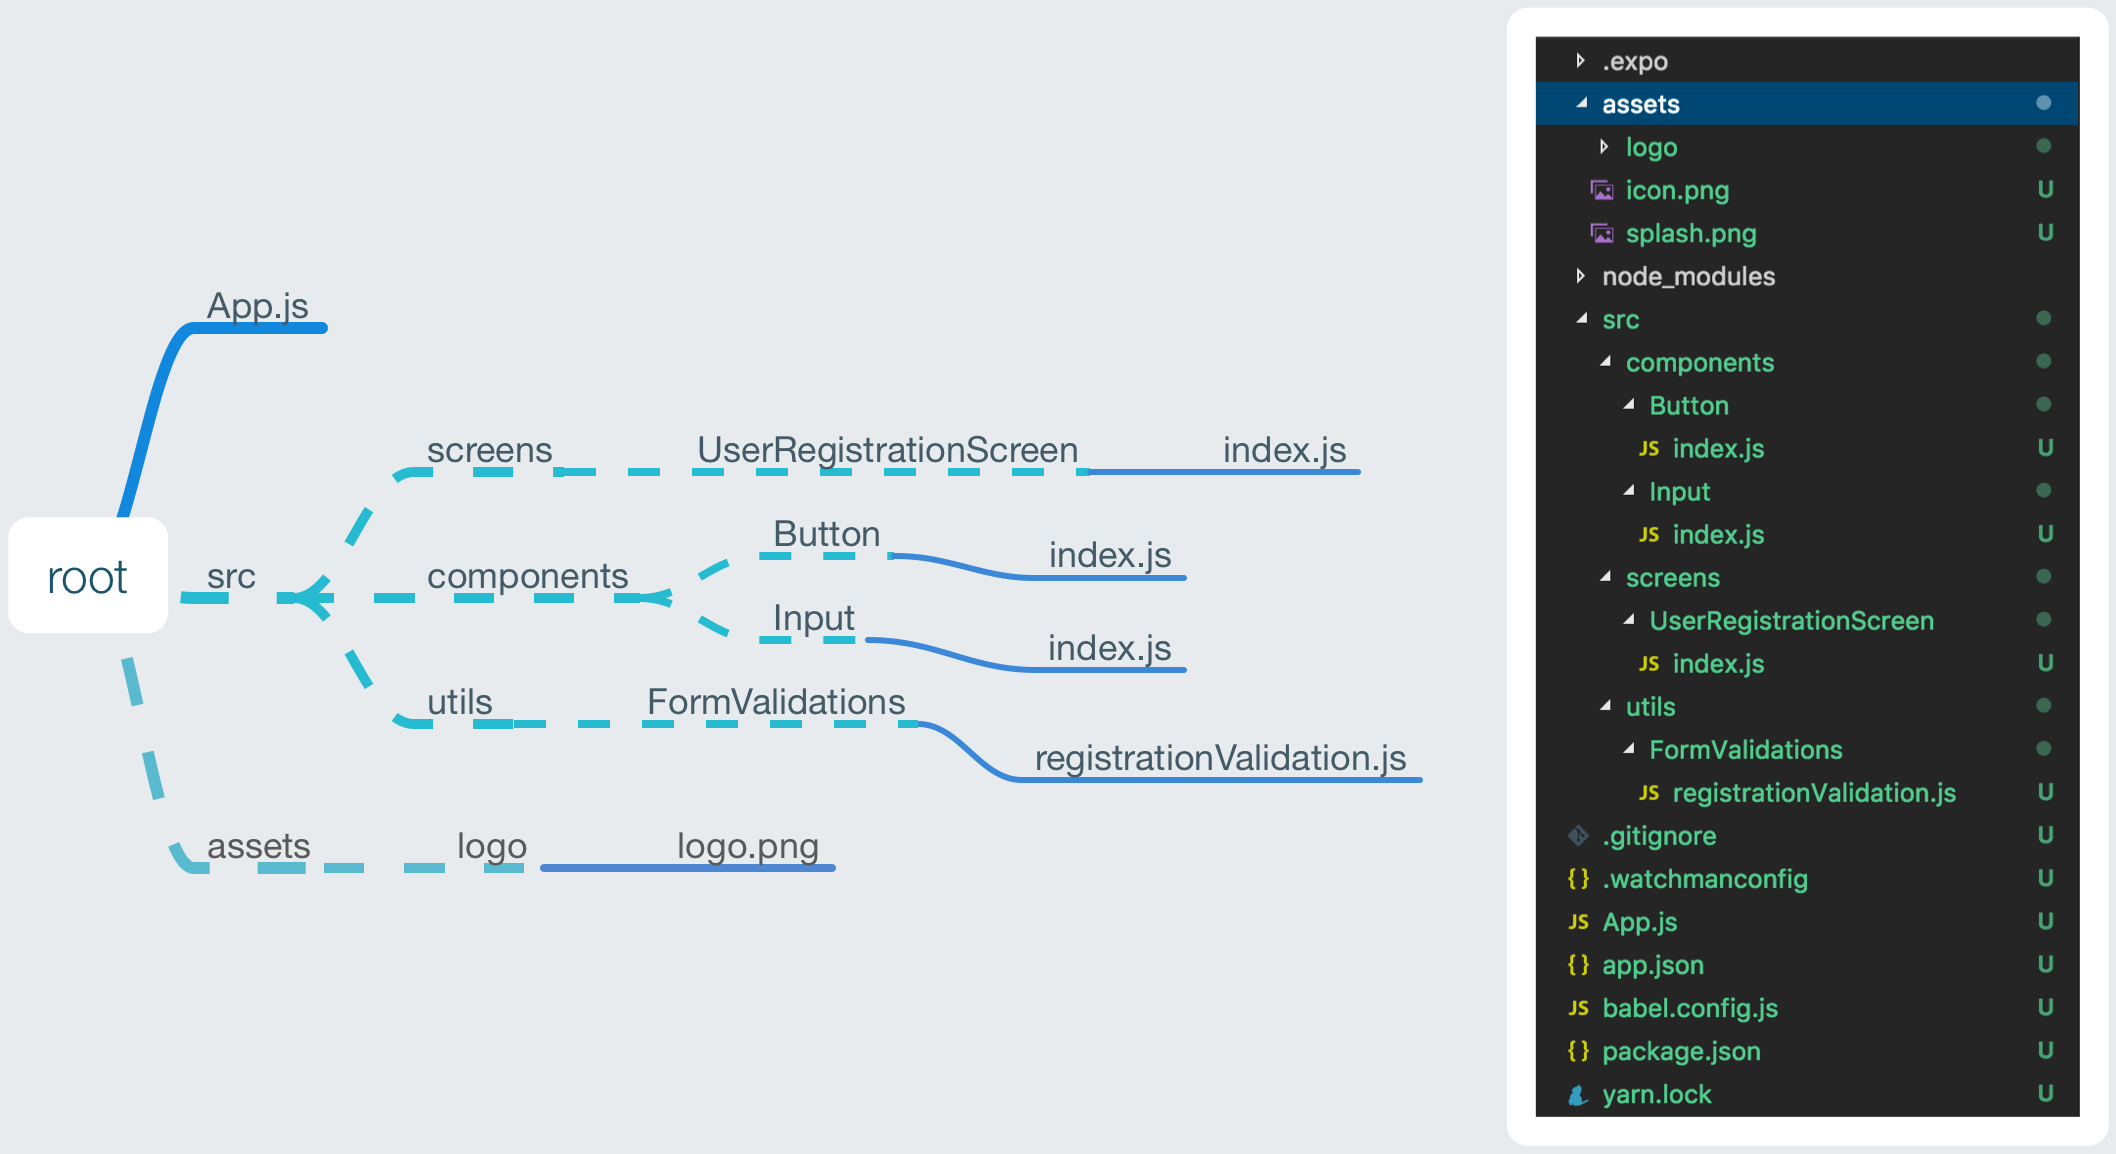 App.js
root
src
screens
UserRegistrationScreen
index.js
components
Button
index.js
Input
index.js
utils
FormValidations
registrationValidation.js
assets
logo
logo.png
.expo
assets
logo
icon.png U
splash.png U
node_modules
src
components
Button
JS index.js U
Input
JS index.js U
screens
UserRegistrationScreen
JS index.js U
utils
FormValidations
JS registrationValidation.js U
.gitignore U
{} .watchmanconfig U
JS App.js U
{} app.json U
JS babel.config.js U
{} package.json U
yarn.lock U